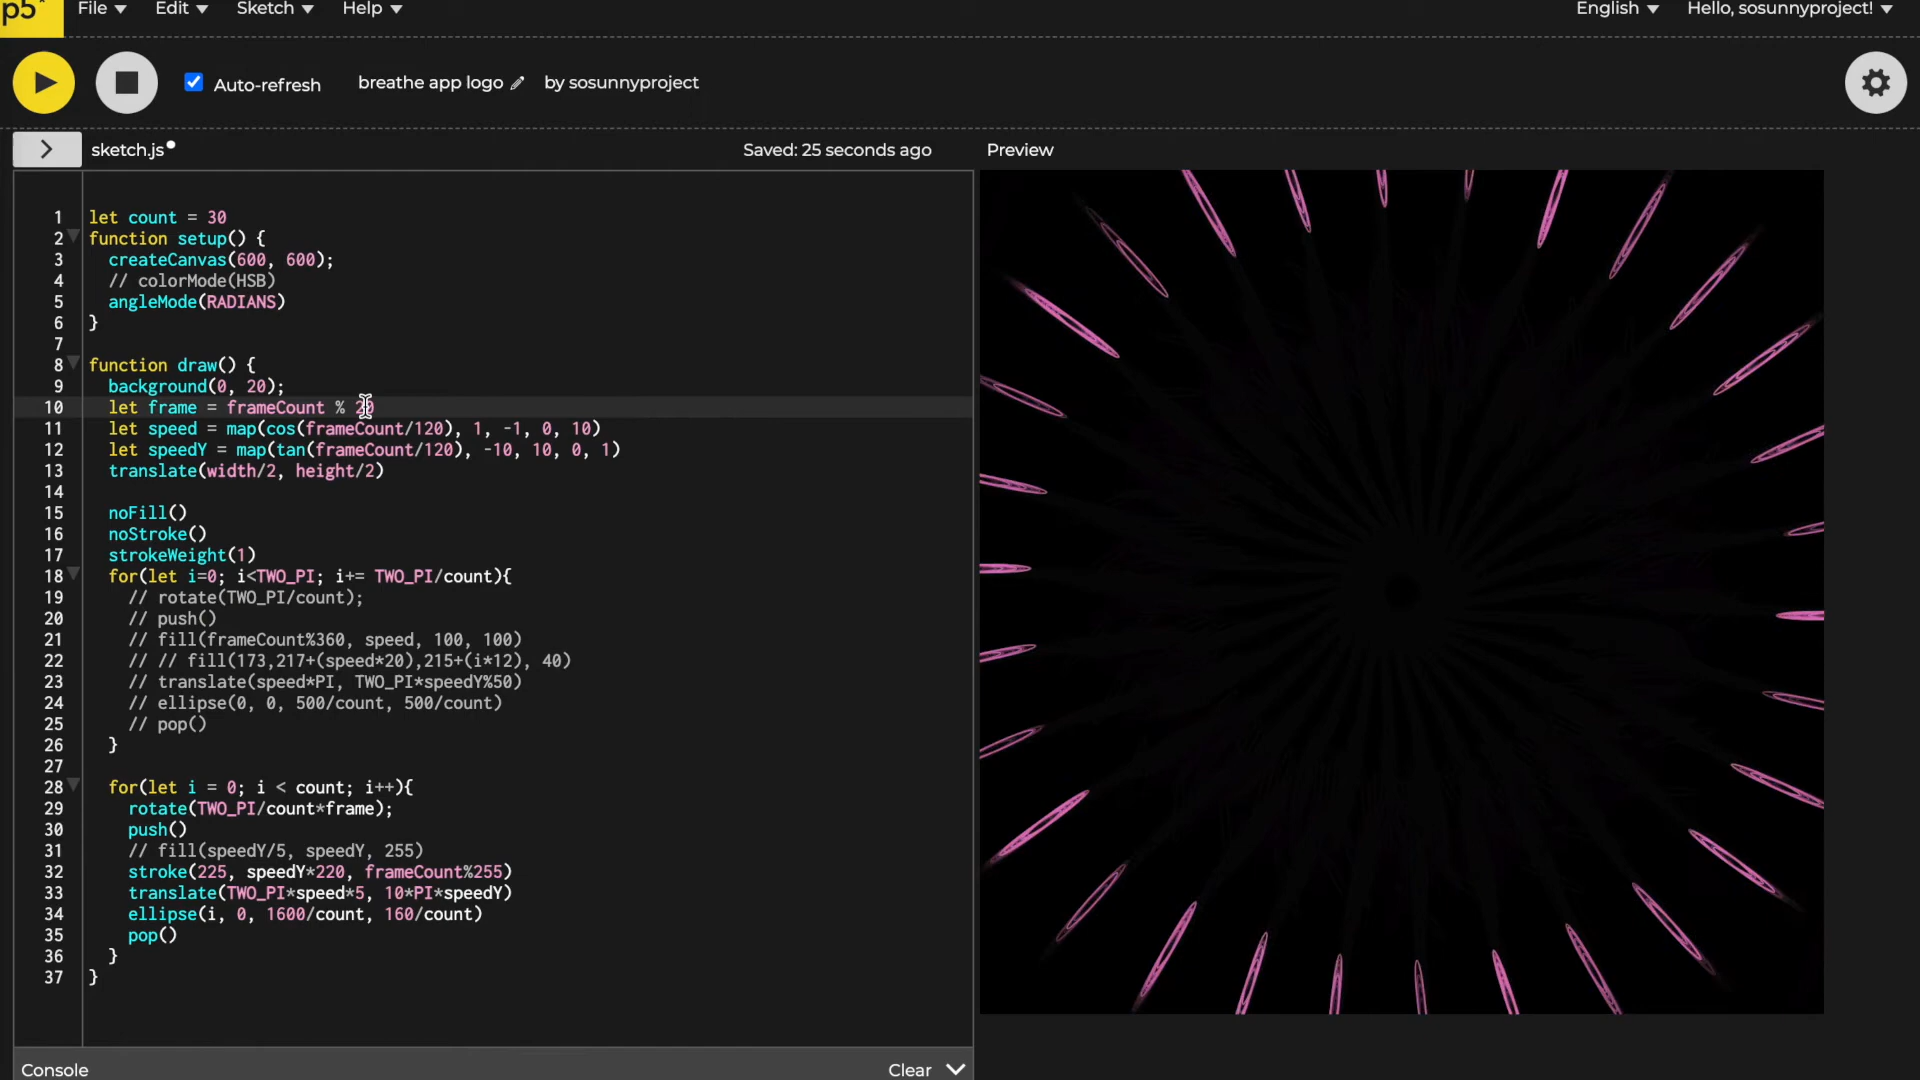 p5*
File Edit Sketch Help English Hello, sosunnyproject!
Auto-refresh breathe app logo by sosunnyproject
sketch.js Saved: 25 seconds ago Preview
1 let count = 30
2 function setup() {
3 createCanvas(600, 600);
4 // colorMode(HSB)
5 angleMode(RADIANS)
6 }
7
8 function draw() {
9 background(0, 20);
10 let frame = frameCount % 20
11 let speed = map(cos(frameCount/120), 1, -1, 0, 10)
12 let speedY = map(tan(frameCount/120), -10, 10, 0, 1)
13 translate(width/2, height/2)
14
15 noFill()
16 noStroke()
17 strokeWeight(1)
18 for(let i=0; i<TWO_PI; i+= TWO_PI/count){
19 // rotate(TWO_PI/count);
20 // push()
21 // fill(frameCount%360, speed, 100, 100)
22 // // fill(173,217+(speed*20),215+(i*12), 40)
23 // translate(speed*PI, TWO_PI*speedY%50)
24 // ellipse(0, 0, 500/count, 500/count)
25 // pop()
26 }
27
28 for(let i = 0; i < count; i++){
29 rotate(TWO_PI/count*frame);
30 push()
31 // fill(speedY/5, speedY, 255)
32 stroke(225, speedY*220, frameCount%255)
33 translate(TWO_PI*speed*5, 10*PI*speedY)
34 ellipse(i, 0, 1600/count, 160/count)
35 pop()
36 }
37 }
Console Clear